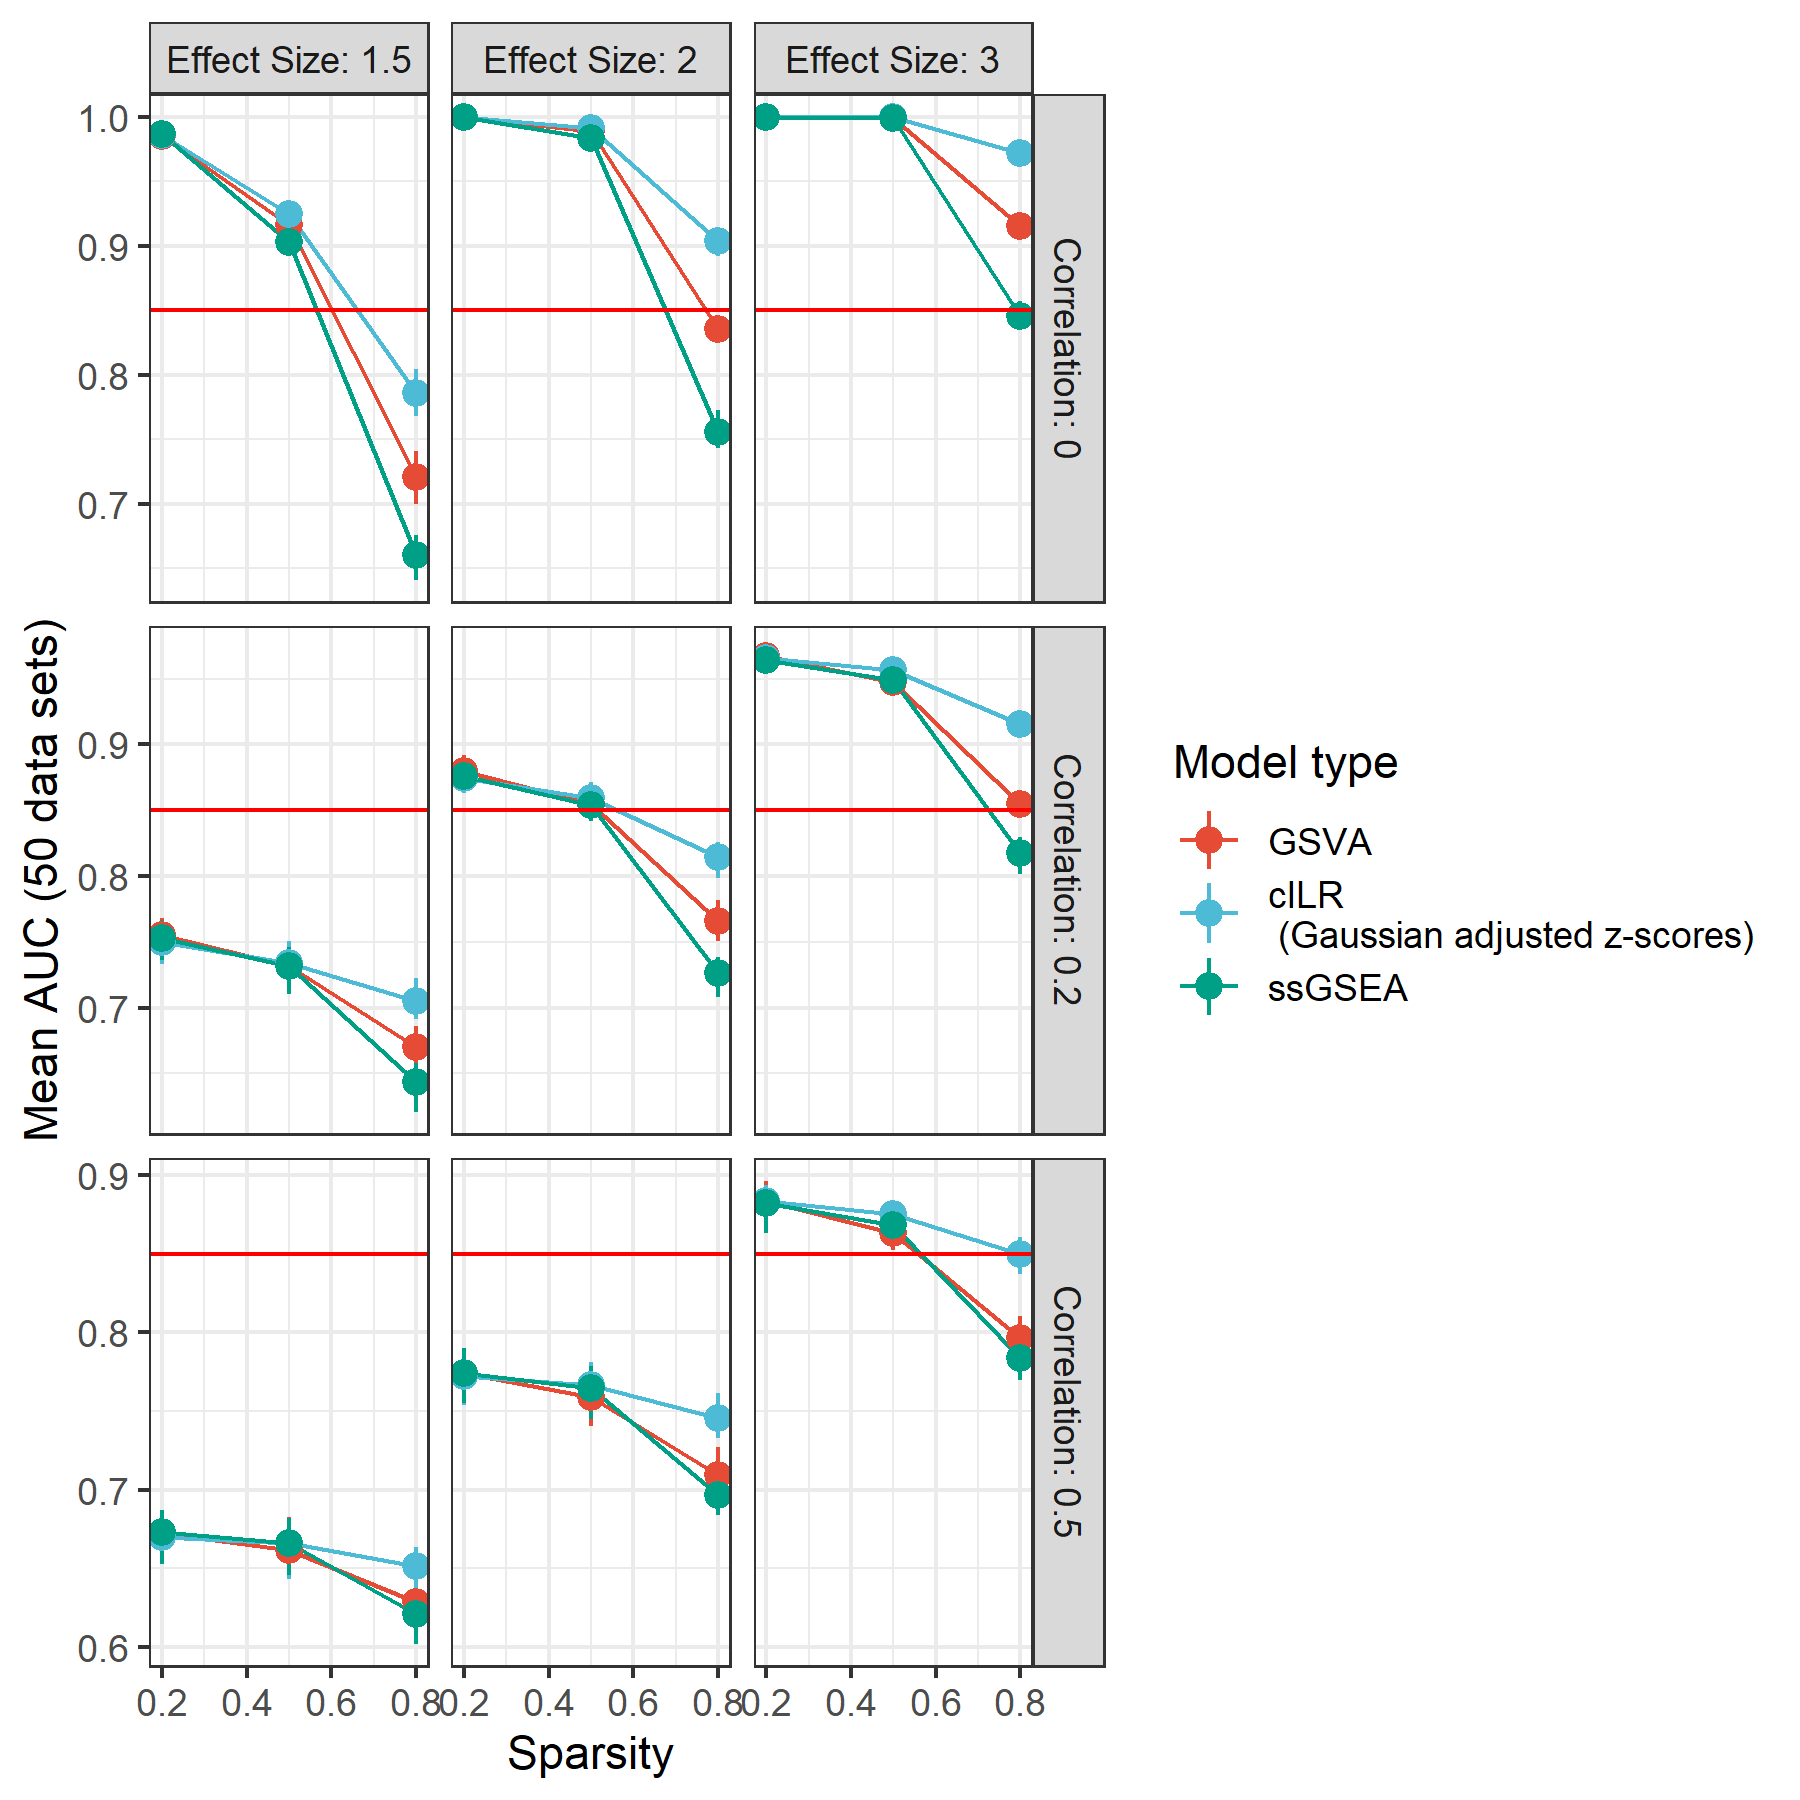 Effect Size: 1.5
Effect Size: 2
Effect Size: 3
1.0
0.9
0.8
0.7
Correlation: 0
0.9
0.8
0.7
Correlation: 0.2
0.9
0.8
0.7
0.6
Correlation: 0.5
0.2 0.4 0.6 0.8
0.2 0.4 0.6 0.8
0.2 0.4 0.6 0.8
Sparsity
Mean AUC (50 data sets)
Model type
GSVA
cILR
(Gaussian adjusted z-scores)
ssGSEA